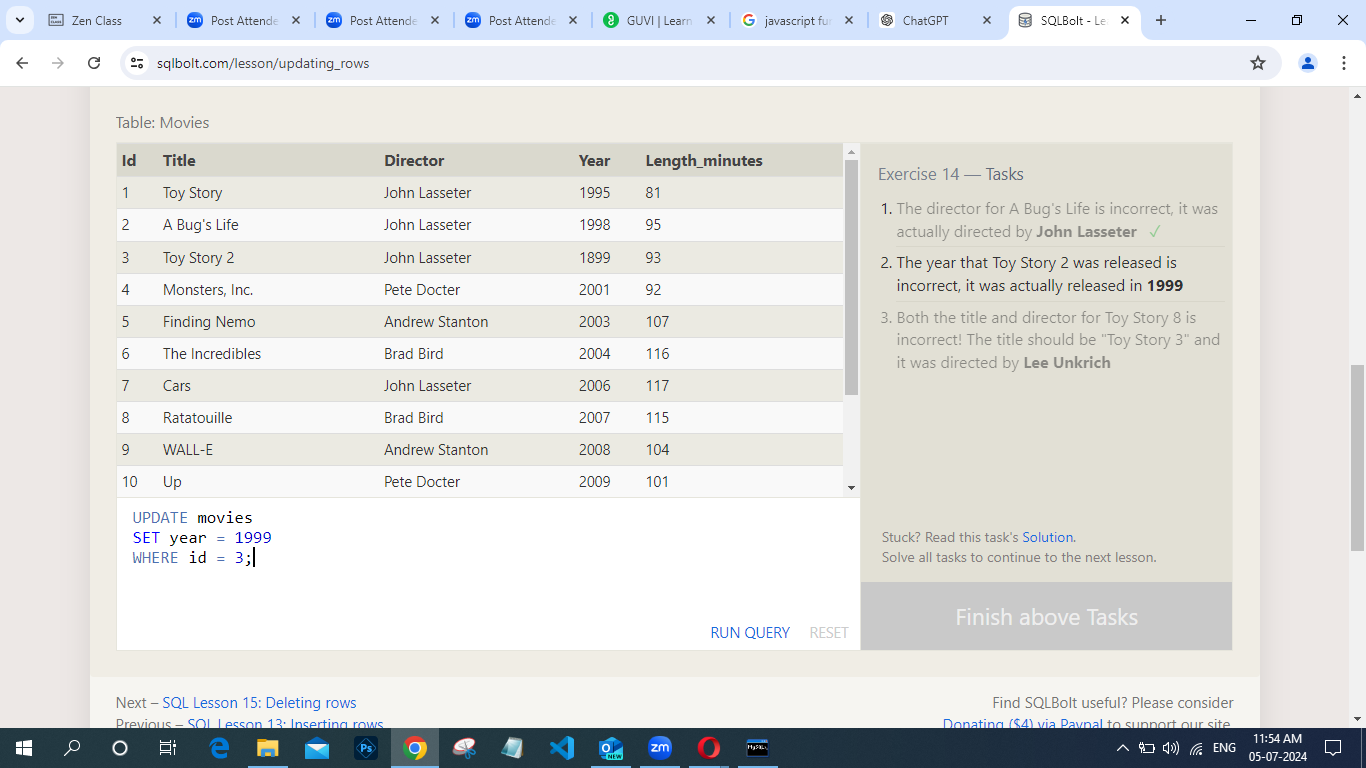 Zen Class
Post Attende
Post Attende
Post Attende
GUVI | Learn
javascript fu
ChatGPT
SQLBolt - Le
sqlbolt.com/lesson/updating_rows
Table: Movies
Id Title Director Year Length_minutes
1 Toy Story John Lasseter 1995 81
2 A Bug's Life John Lasseter 1998 95
3 Toy Story 2 John Lasseter 1899 93
4 Monsters, Inc. Pete Docter 2001 92
5 Finding Nemo Andrew Stanton 2003 107
6 The Incredibles Brad Bird 2004 116
7 Cars John Lasseter 2006 117
8 Ratatouille Brad Bird 2007 115
9 WALL-E Andrew Stanton 2008 104
10 Up Pete Docter 2009 101
UPDATE movies
SET year = 1999
WHERE id = 3;
RUN QUERY RESET
Exercise 14 — Tasks
1. The director for A Bug's Life is incorrect, it was
actually directed by John Lasseter ✓
2. The year that Toy Story 2 was released is
incorrect, it was actually released in 1999
3. Both the title and director for Toy Story 8 is
incorrect! The title should be "Toy Story 3" and
it was directed by Lee Unkrich
Stuck? Read this task's Solution.
Solve all tasks to continue to the next lesson.
Finish above Tasks
Next – SQL Lesson 15: Deleting rows
Previous – SQL Lesson 13: Inserting rows
Find SQLBolt useful? Please consider
Donating ($4) via Paypal to support our site.
ENG
11:54 AM
05-07-2024